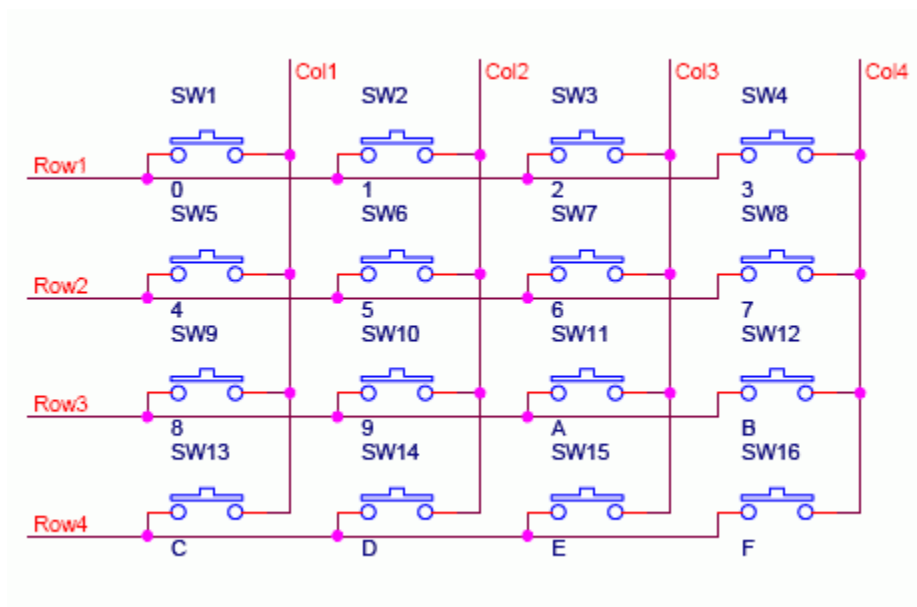 Col1 Col2 Col3 Col4
SW1 SW2 SW3 SW4
Row1
0 1 2 3
SW5 SW6 SW7 SW8
Row2
4 5 6 7
SW9 SW10 SW11 SW12
Row3
8 9 A B
SW13 SW14 SW15 SW16
Row4
C D E F